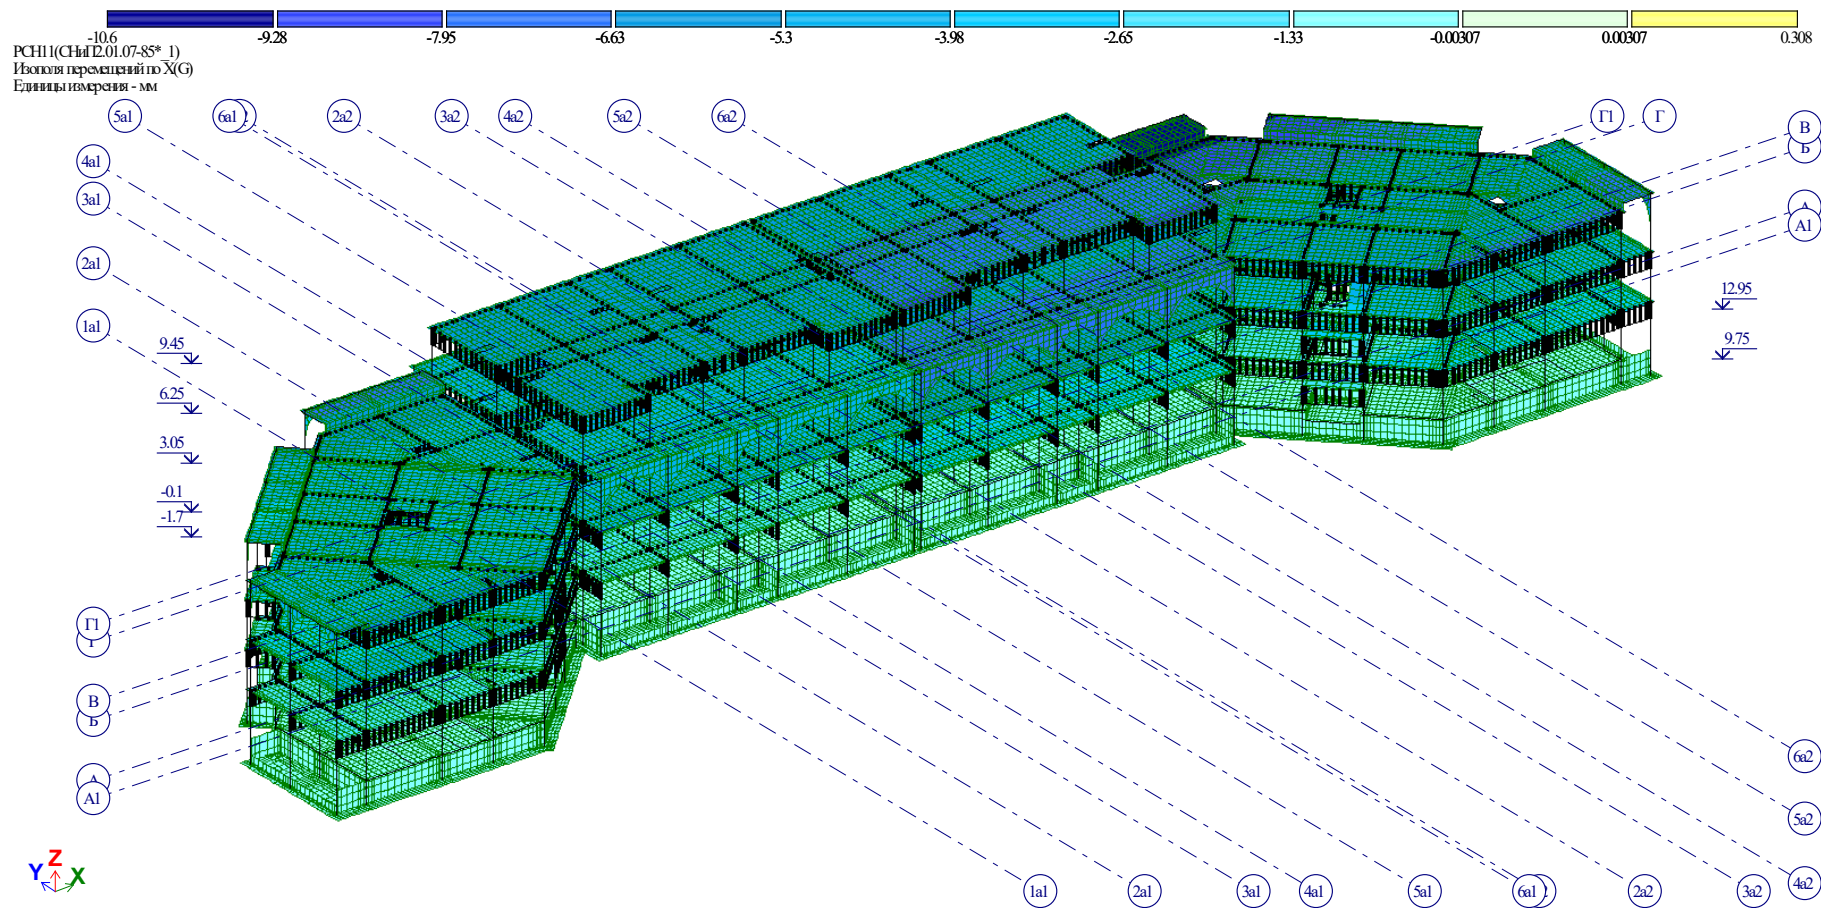 -10.6 -9.28 -7.95 -6.63 -5.3 -3.98 -2.65 -1.33 -0.00307 0.00307 0.308
РСН11(СНиП2.01.07-85*_1)
Изополя перемещений по X(G)
Единицы измерения - мм
5а1 6а1 2а2 3а2 4а2 5а2 6а2 Г1 Г
В
Б
4а1
3а1
А
А1
2а1
12.95
1а1
9.45
9.75
6.25
3.05
-0.1
-1.7
Г1
Г
В
Б
6а2
А
А1
5а2
Z
Y X
4а2
1а1 2а1 3а1 4а1 5а1 6а1 2а2 3а2